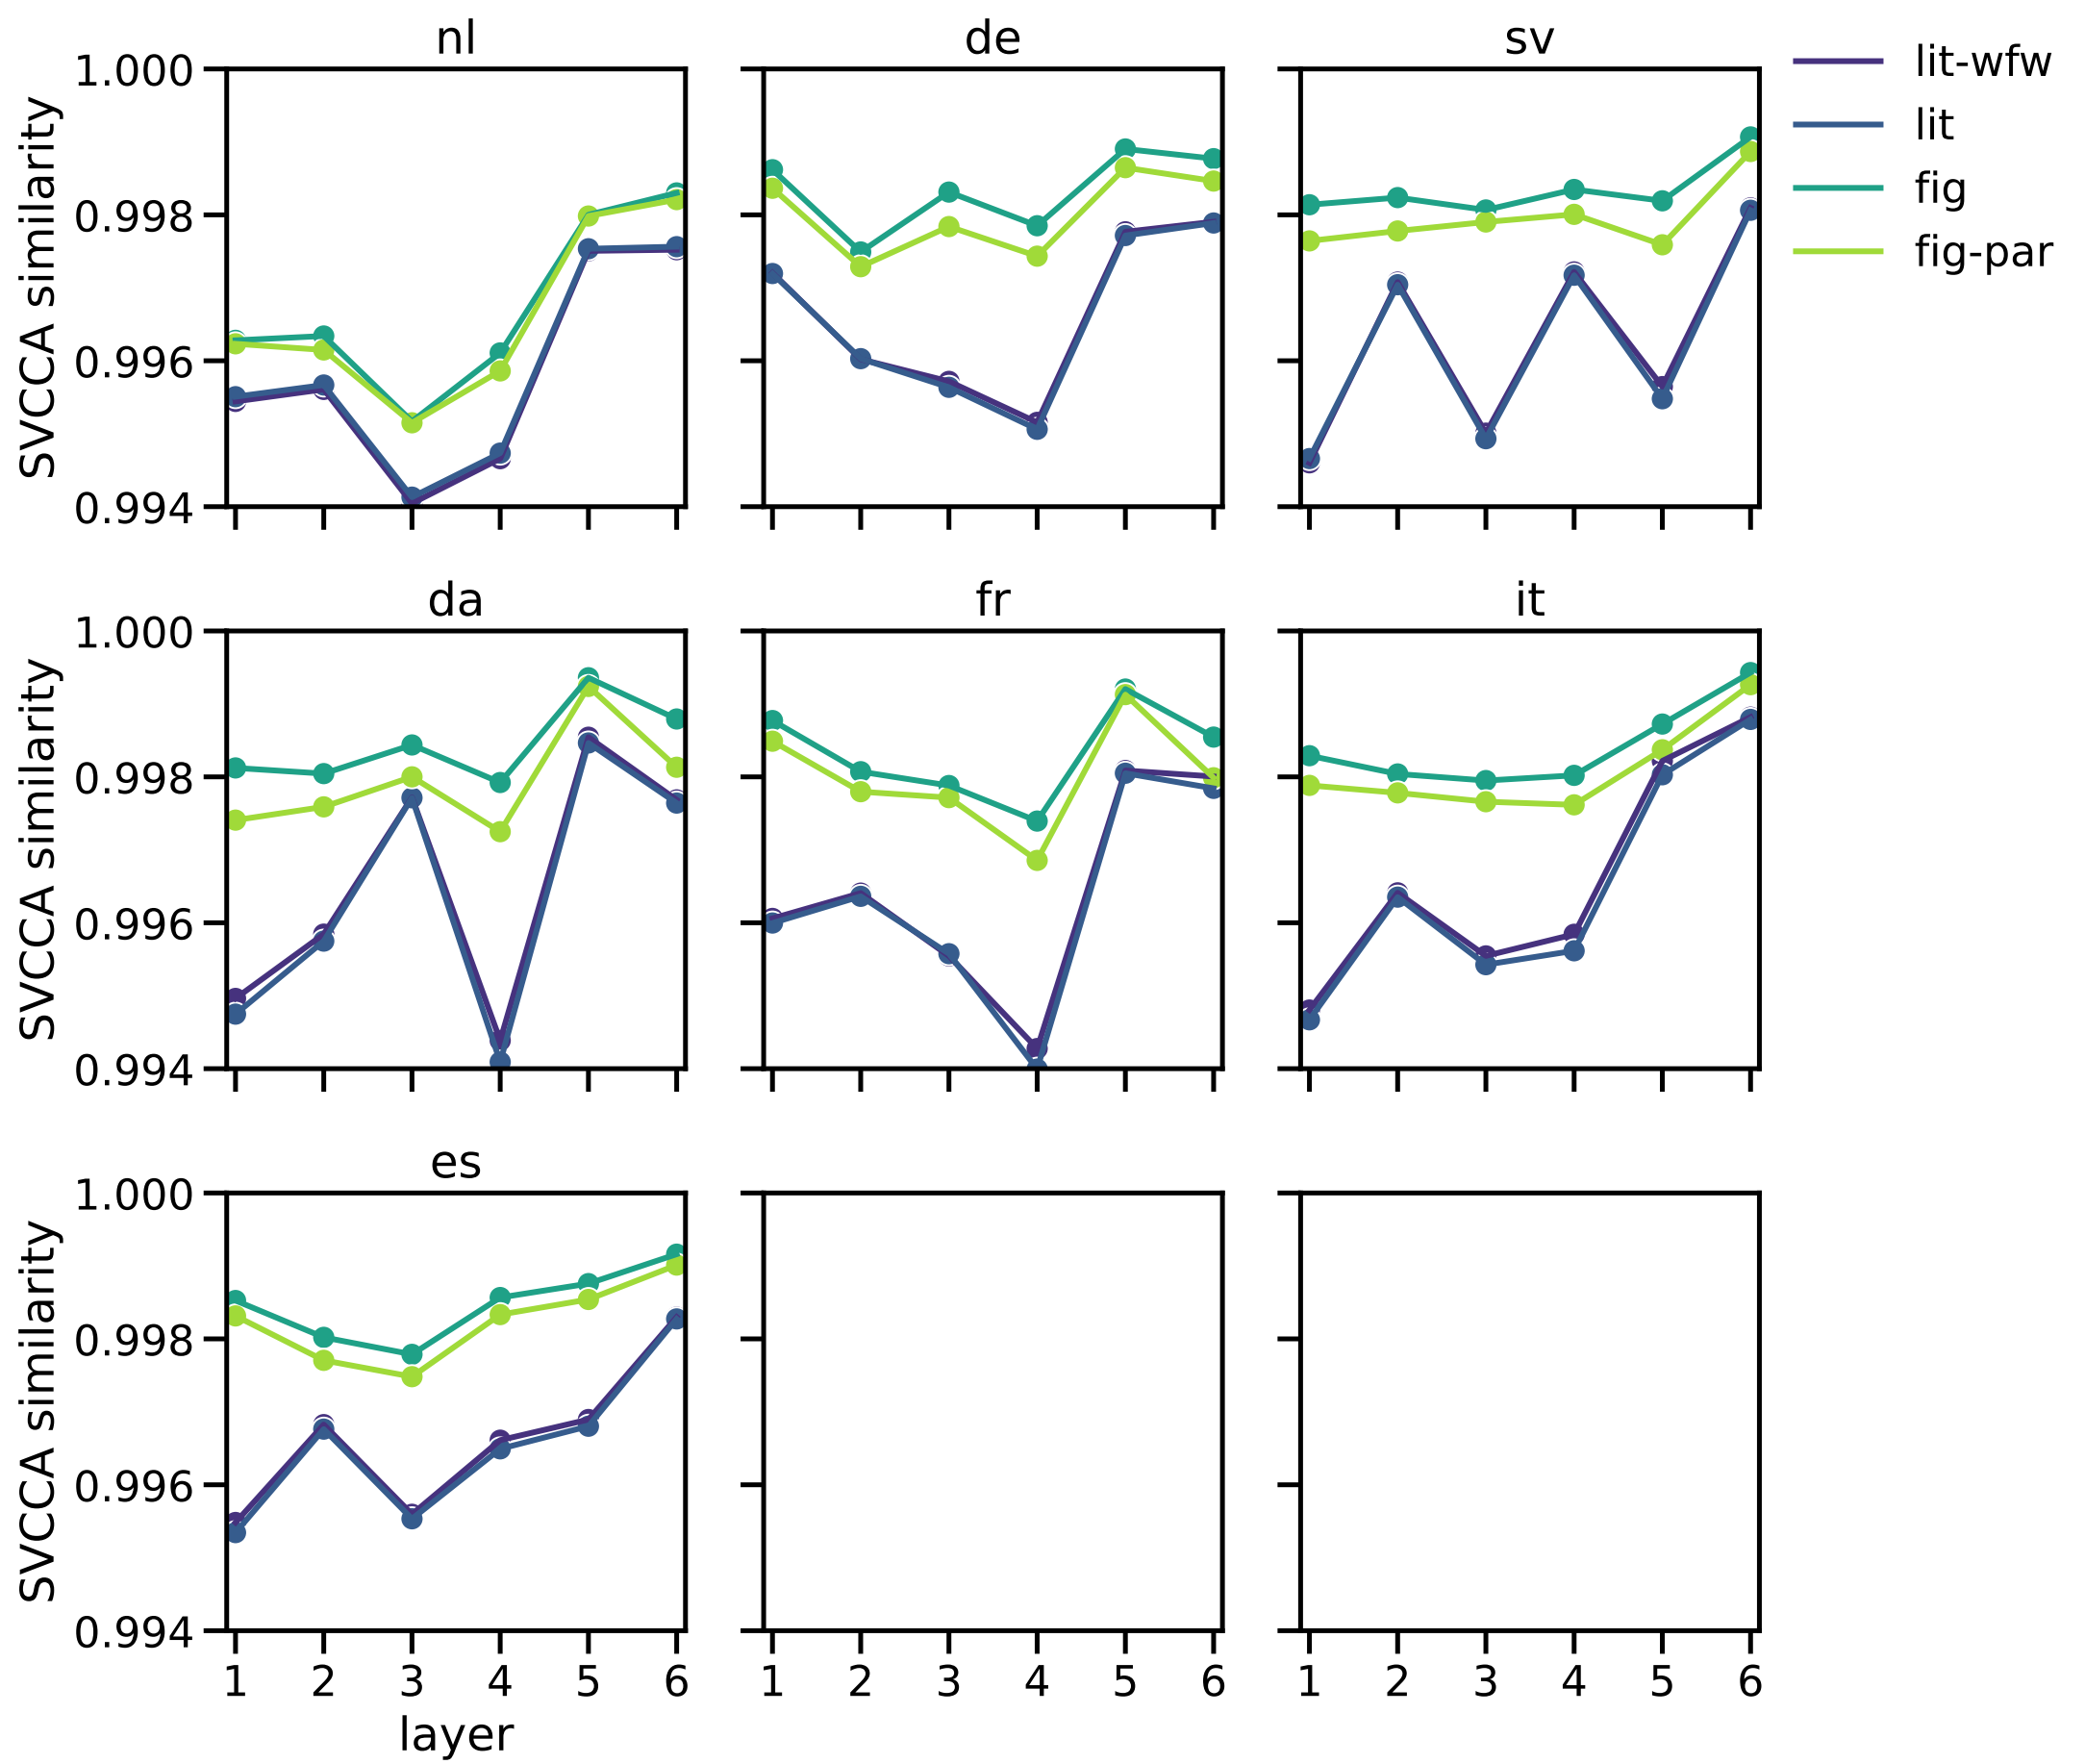 nl
de
sv
lit-wfw
lit
fig
fig-par
1.000
0.998
0.996
0.994
SVCCA similarity
da
fr
it
1.000
0.998
0.996
0.994
SVCCA similarity
es
1.000
0.998
0.996
0.994
SVCCA similarity
1 2 3 4 5 6
1 2 3 4 5 6
1 2 3 4 5 6
layer